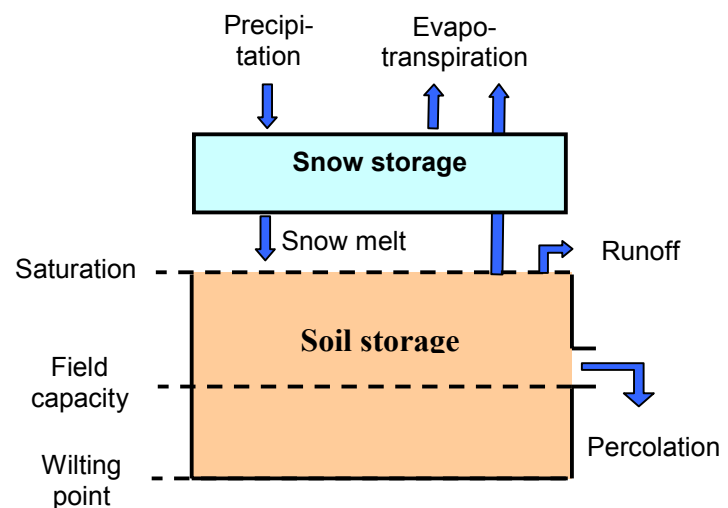 Precipi-
tation
Evapo-
transpiration
Snow storage
Snow melt
Runoff
Saturation
Soil storage
Field
capacity
Percolation
Wilting
point